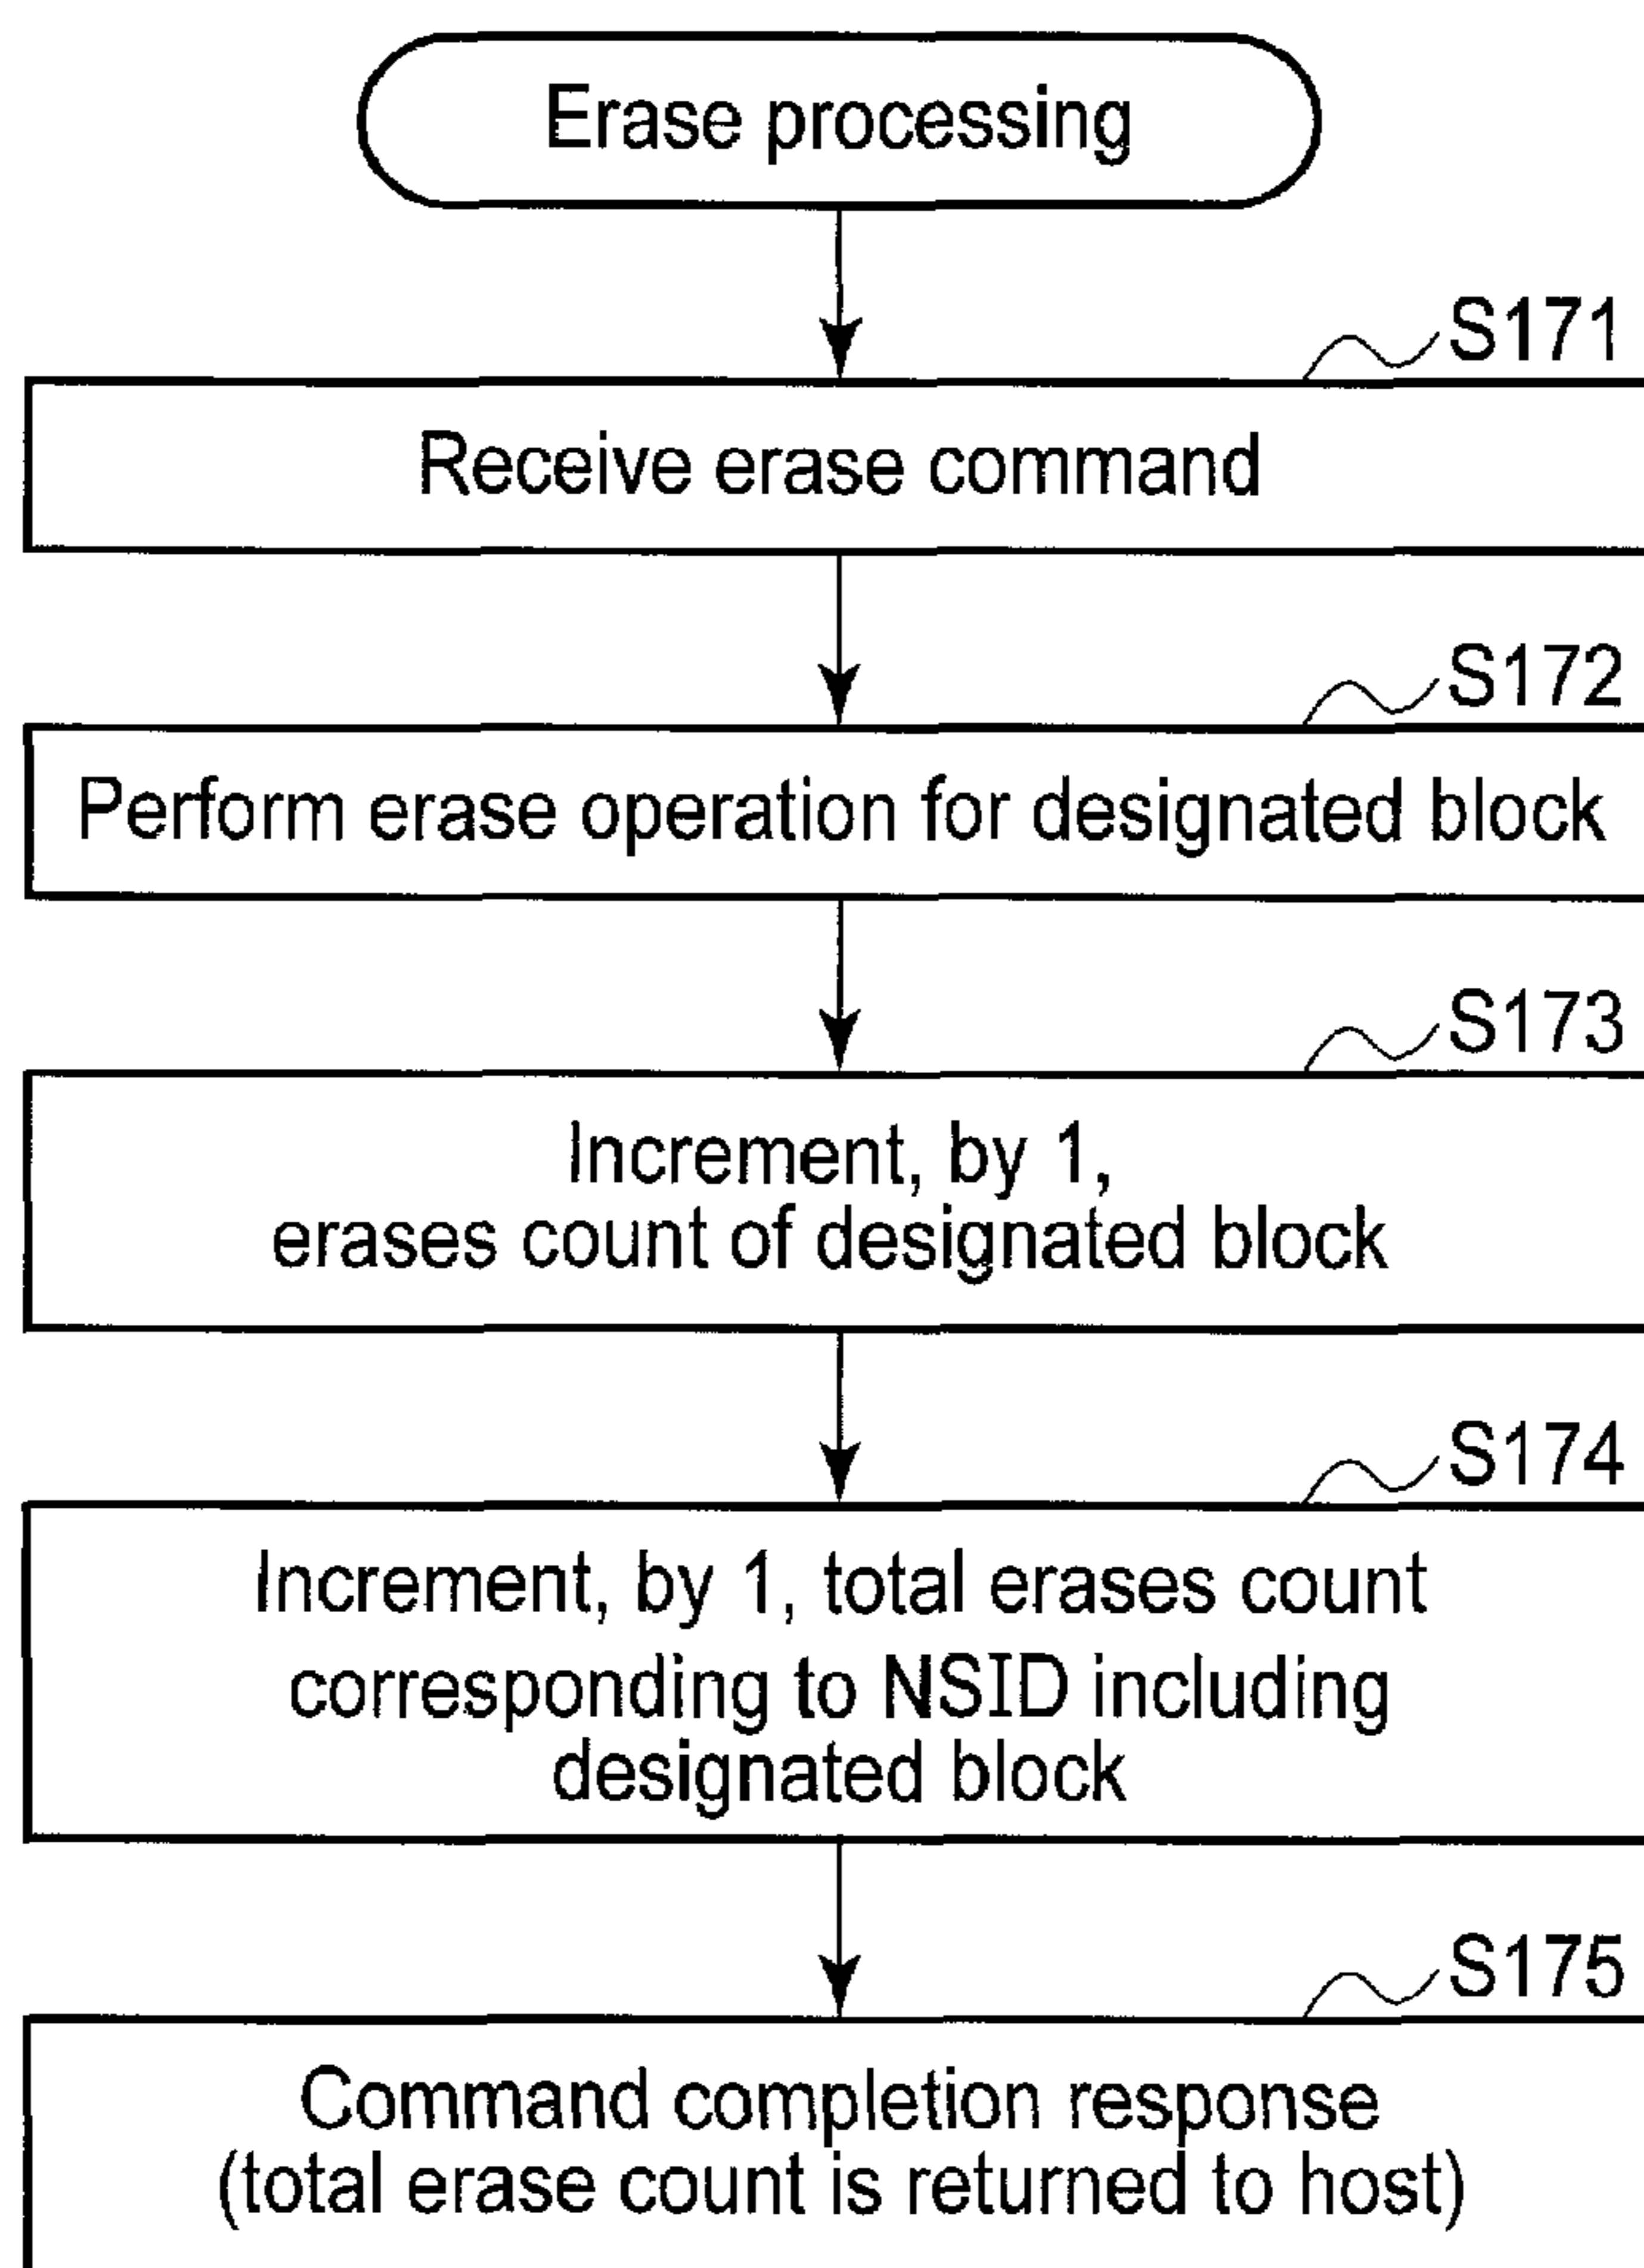 Erase processing
S171
Receive erase command
S172
Perform erase operation for designated block
S173
Increment, by 1,
erases count of designated block
S174
Increment, by 1, total erases count
corresponding to NSID including
designated block
S175
Command completion response
(total erase count is returned to host)